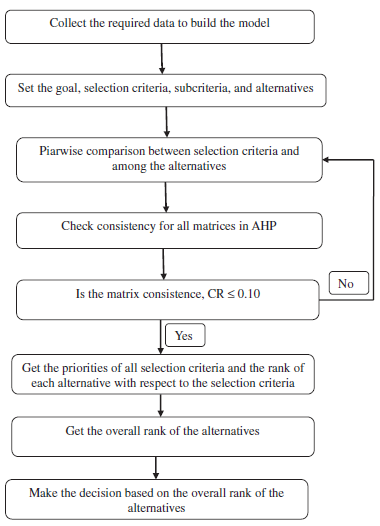 Collect the required data to build the model
Set the goal, selection criteria, subcriteria, and alternatives
Piarwise comparison between selection criteria and
among the alternatives
Check consistency for all matrices in AHP
Is the matrix consistence, CR ≤ 0.10
No
Yes
Get the priorities of all selection criteria and the rank of
each alternative with respect to the selection criteria
Get the overall rank of the alternatives
Make the decision based on the overall rank of the
alternatives